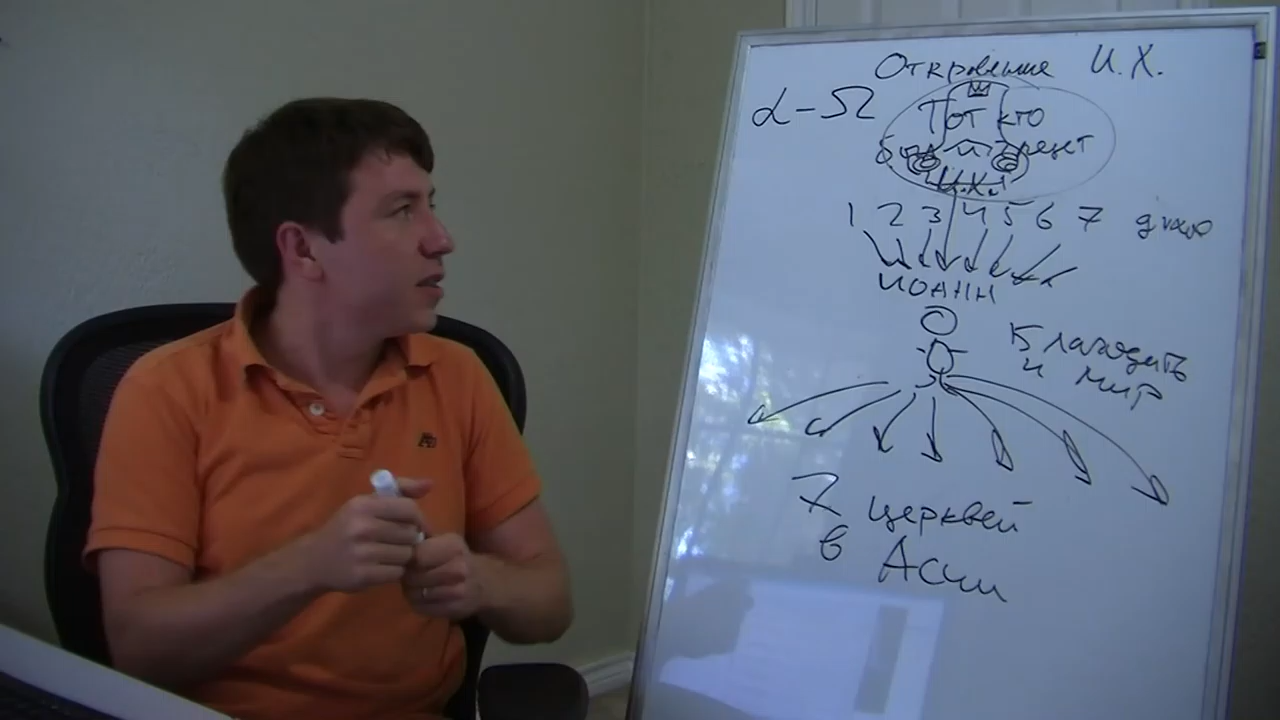 Откровение И.Х.
α - Ω
Тот кто
был и грядет
И.Х.
1 2 3 4 5 6 7 духов
ИОАНН
Благодать
и мир
7 церквей
в Асии